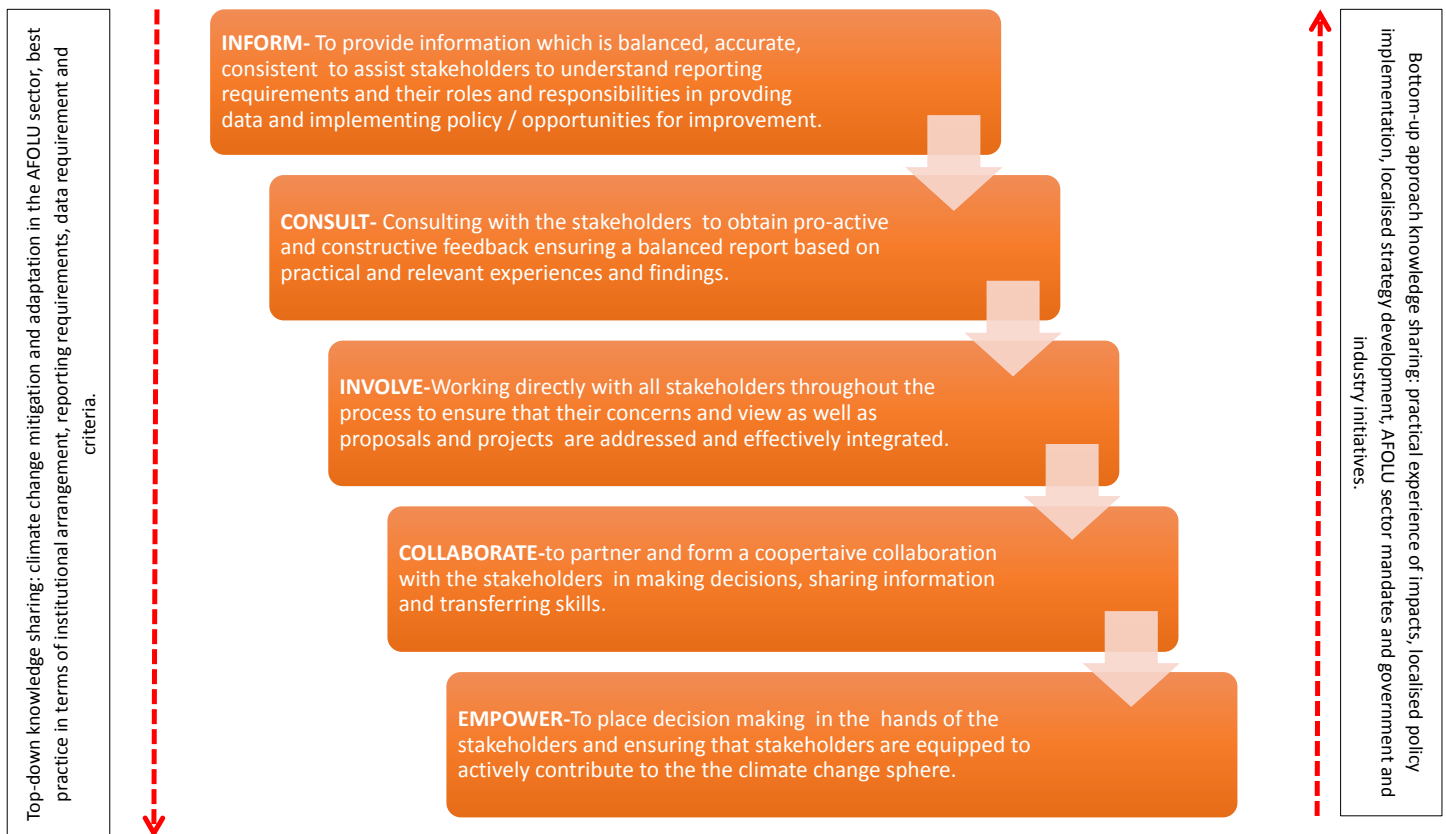 Top-down knowledge sharing: climate change mitigation and adaptation in the AFOLU sector, best
practice in terms of institutional arrangement, reporting requirements, data requirement and
criteria.
INFORM- To provide information which is balanced, accurate,
consistent to assist stakeholders to understand reporting
requirements and their roles and responsibilities in provding
data and implementing policy / opportunities for improvement.
CONSULT- Consulting with the stakeholders to obtain pro-active
and constructive feedback ensuring a balanced report based on
practical and relevant experiences and findings.
INVOLVE-Working directly with all stakeholders throughout the
process to ensure that their concerns and view as well as
proposals and projects are addressed and effectively integrated.
COLLABORATE-to partner and form a coopertaive collaboration
with the stakeholders in making decisions, sharing information
and transferring skills.
EMPOWER-To place decision making in the hands of the
stakeholders and ensuring that stakeholders are equipped to
actively contribute to the the climate change sphere.
Bottom-up approach knowledge sharing: practical experience of impacts, localised policy
implementation, localised strategy development, AFOLU sector mandates and government and
industry initiatives.